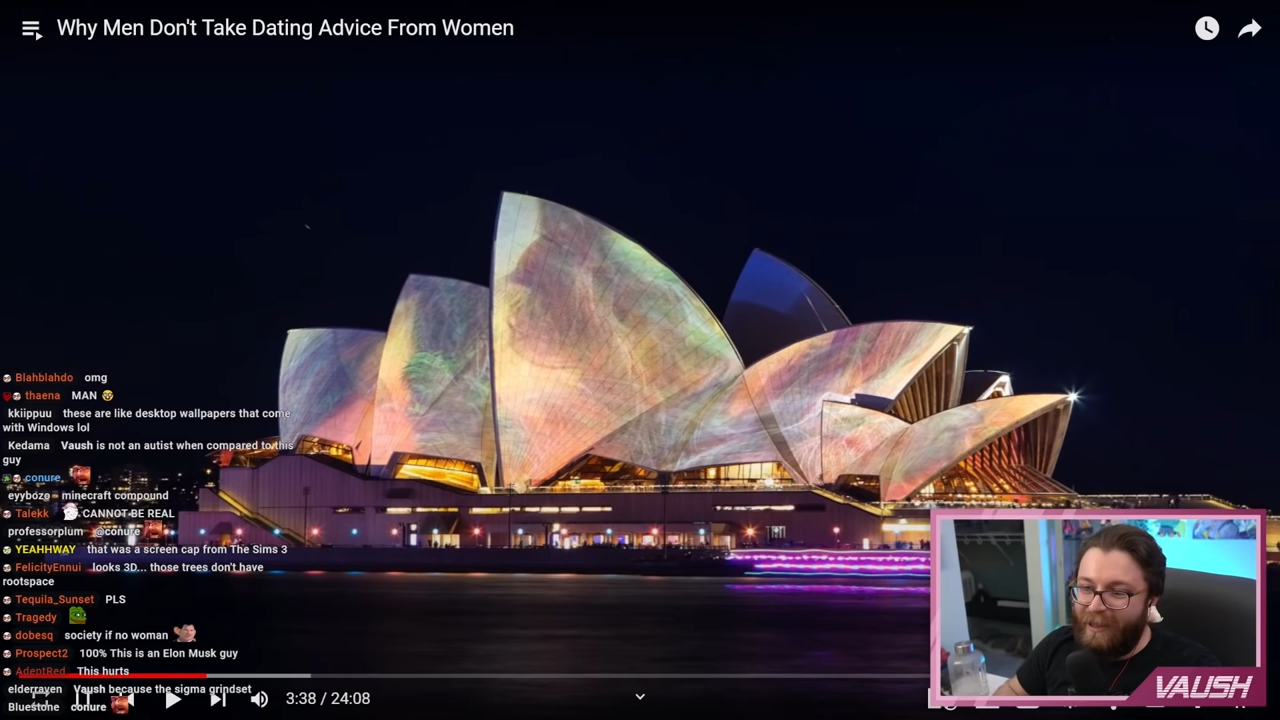 Why Men Don't Take Dating Advice From Women
Blahblahdo omg
thaena MAN
kkiippuu these are like desktop wallpapers that come
with Windows lol
Kedama Vaush is not an autist when compared to this
guy
conure
eyybozo minecraft compound
Talekk CANNOT BE REAL
professorplum @conure
YEAHHWAY that was a screen cap from The Sims 3
FelicityEnnui looks 3D... those trees don't have
rootspace
Tequila_Sunset PLS
Tragedy
dobesq society if no woman
Prospect2 100% This is an Elon Musk guy
AdeptRed This hurts
elderraven Vaush because the sigma grindset
Bluestone conure
3:38 / 24:08
VAUSH